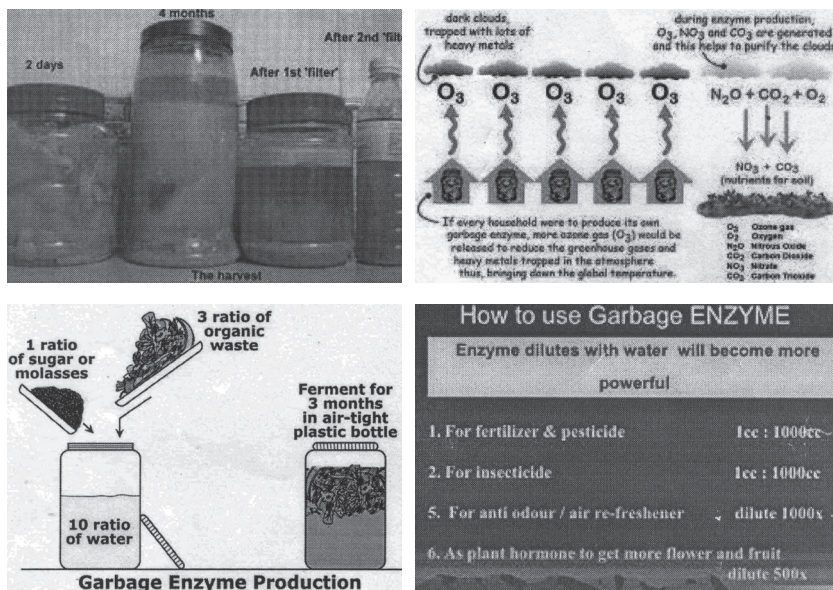 4 months
2 days
After 1st 'filter'
After 2nd
The harvest
dark clouds,
trapped with lots of
heavy metals
during enzyme production,
O3, NO3 and CO3 are generated
and this helps to purify the clouds
O3 O3 O3 O3 O3
N2O + CO2 + O2
NO3 + CO3
(nutrients for soil)
If every household were to produce its own
garbage enzyme, more ozone gas (O3) would be
released to reduce the greenhouse gases and
heavy metals trapped in the atmosphere
thus, bringing down the global temperature.
O3 Ozone gas
O2 Oxygen
N2O Nitrous Oxide
CO2 Carbon Dioxide
NO3 Nitrate
CO3 Carbon Trioxide
3 ratio of
organic
waste
1 ratio
of sugar or
molasses
Ferment for
3 months
in air-tight
plastic bottle
10 ratio
of water
Garbage Enzyme Production
How to use Garbage ENZYME
Enzyme dilutes with water will become more
powerful
1. For fertilizer & pesticide 1cc : 1000cc
2. For insecticide 1cc : 1000cc
5. For anti odour / air re-freshener dilute 1000x
6. As plant hormone to get more flower and fruit
dilute 500x